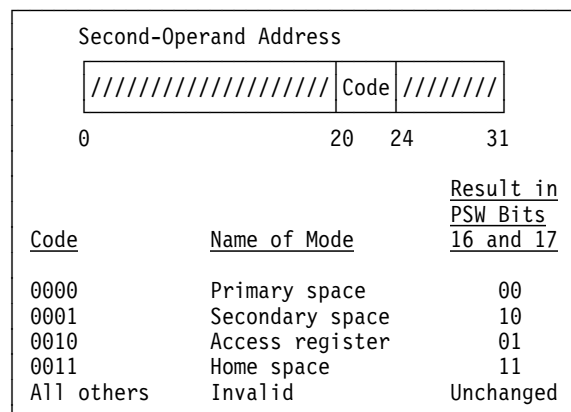 Second-Operand Address
//////////////////// Code ////////
0 20 24 31
Result in
PSW Bits
Code Name of Mode 16 and 17
0000 Primary space 00
0001 Secondary space 10
0010 Access register 01
0011 Home space 11
All others Invalid Unchanged